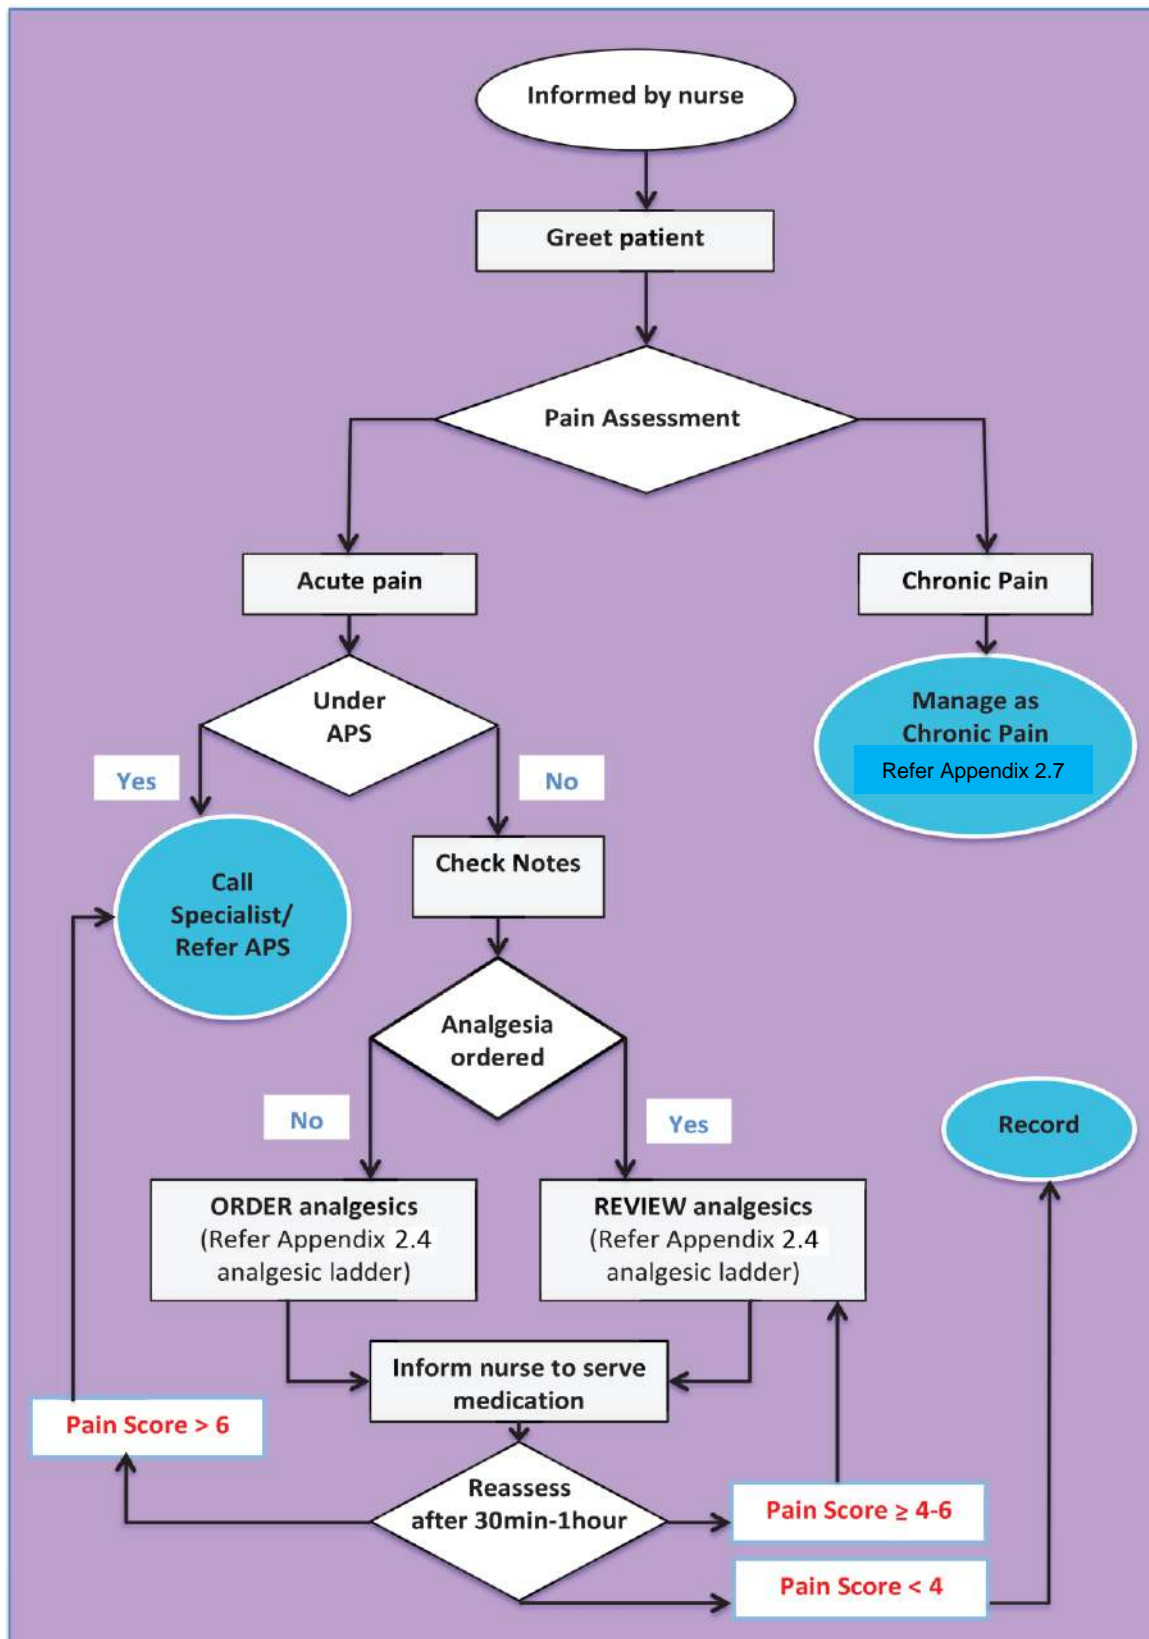 Informed by nurse
Greet patient
Pain Assessment
Acute pain
Chronic Pain
Under
APS
Manage as
Chronic Pain
Refer Appendix 2.7
Yes
No
Check Notes
Call
Specialist/
Refer APS
Analgesia
ordered
No
Yes
Record
ORDER analgesics
(Refer Appendix 2.4
analgesic ladder)
REVIEW analgesics
(Refer Appendix 2.4
analgesic ladder)
Inform nurse to serve
medication
Pain Score > 6
Reassess
after 30min-1hour
Pain Score ≥ 4-6
Pain Score < 4